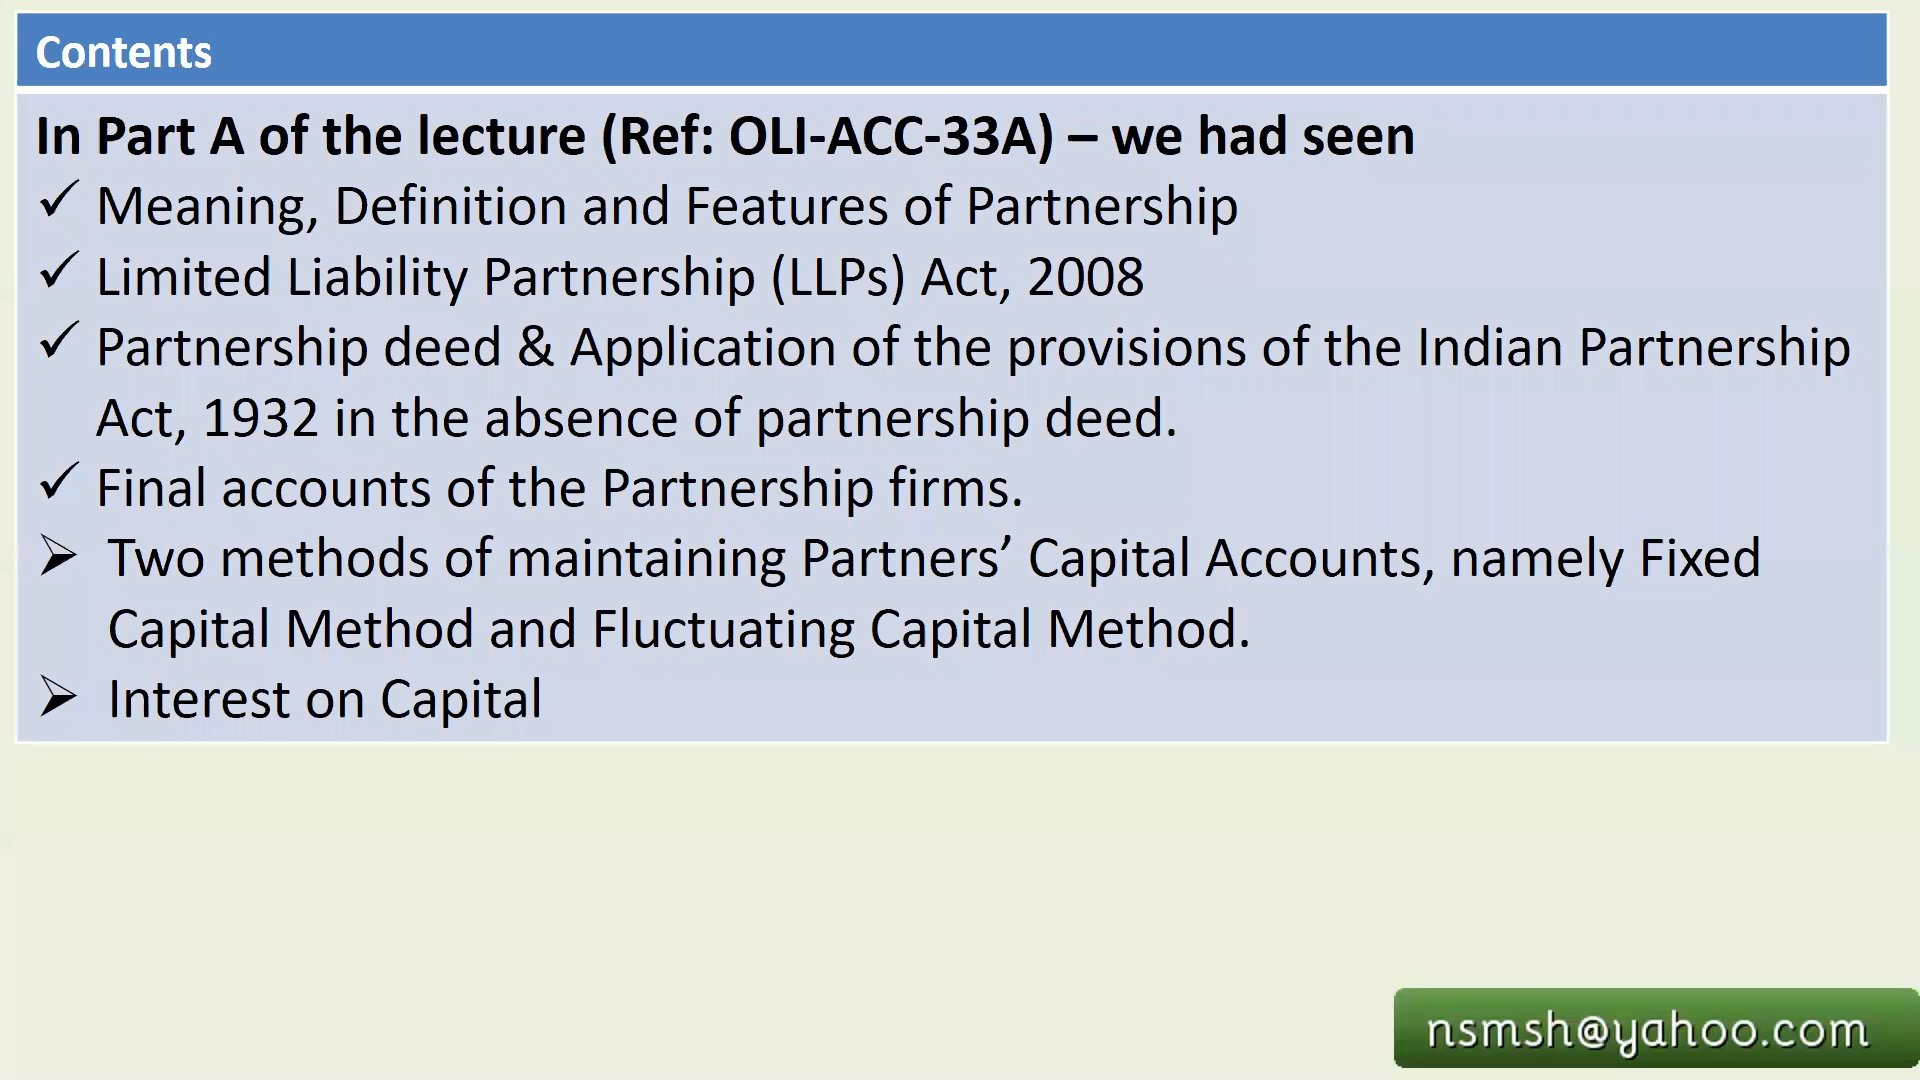 Contents
In Part A of the lecture (Ref: OLI-ACC-33A) – we had seen
✓ Meaning, Definition and Features of Partnership
✓ Limited Liability Partnership (LLPs) Act, 2008
✓ Partnership deed & Application of the provisions of the Indian Partnership
Act, 1932 in the absence of partnership deed.
✓ Final accounts of the Partnership firms.
➢ Two methods of maintaining Partners’ Capital Accounts, namely Fixed
Capital Method and Fluctuating Capital Method.
➢ Interest on Capital
nsmsh@yahoo.com